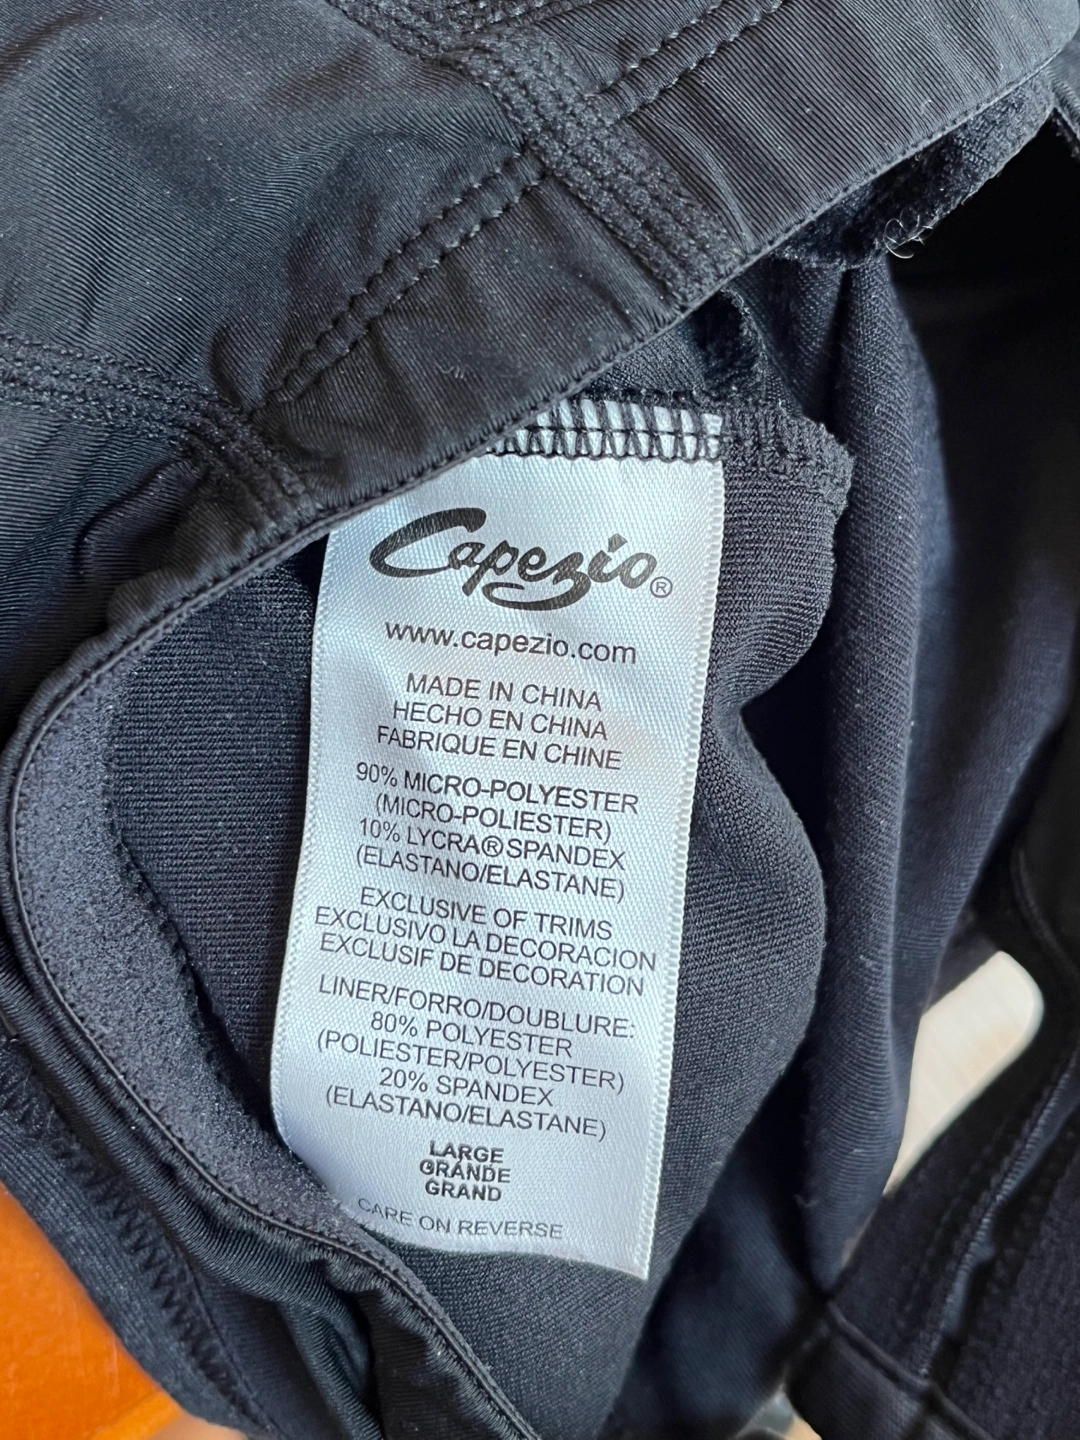 Capezio®
www.capezio.com
MADE IN CHINA
HECHO EN CHINA
FABRIQUE EN CHINE
90% MICRO-POLYESTER
(MICRO-POLIESTER)
10% LYCRA® SPANDEX
(ELASTANO/ELASTANE)
EXCLUSIVE OF TRIMS
EXCLUSIVO LA DECORACION
EXCLUSIF DE DECORATION
LINER/FORRO/DOUBLURE:
80% POLYESTER
(POLIESTER/POLYESTER)
20% SPANDEX
(ELASTANO/ELASTANE)
LARGE
GRANDE
GRAND
CARE ON REVERSE